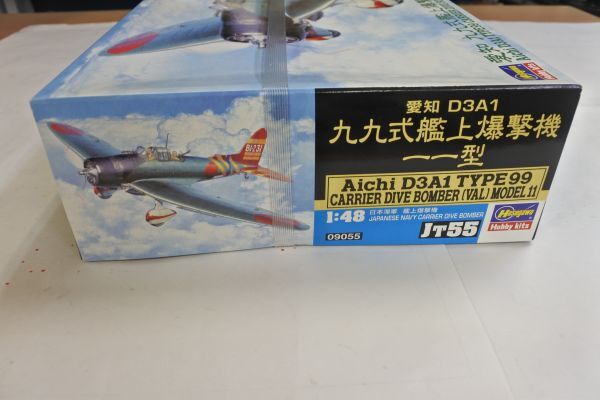 愛知 D3A1
九九式艦上爆撃機
一一型
Aichi D3A1 TYPE 99
CARRIER DIVE BOMBER (VAL) MODEL 11
1:48
日本海軍 艦上爆撃機
JAPANESE NAVY CARRIER DIVE BOMBER
09055
JT55
Hasegawa
Hobby kits
BI-231